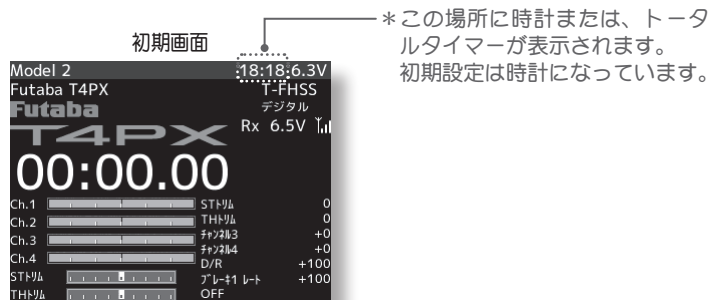 初期画面
＊この場所に時計または、トータ
ルタイマーが表示されます。
初期設定は時計になっています。
Model 2 18:18 6.3V
Futaba T4PX T-FHSS
Futaba デジタル
T4PX Rx 6.5V
00:00.00
Ch.1 STﾄﾘﾑ 0
Ch.2 THﾄﾘﾑ 0
Ch.3 ﾁｬﾝﾈﾙ3 +0
Ch.4 ﾁｬﾝﾈﾙ4 +0
D/R +100
STﾄﾘﾑ ﾌﾞﾚｰｷ1 ﾚｰﾄ +100
THﾄﾘﾑ OFF